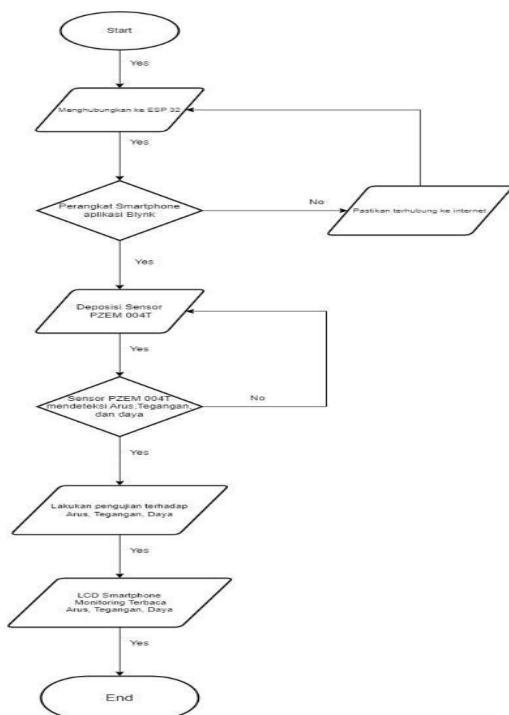 Start
Yes
Menghubungkan ke ESP 32
Yes
Perangkat Smartphone
aplikasi Blynk
No
Pastikan terhubung ke internet
Yes
Deposisi Sensor
PZEM 004T
Yes
Sensor PZEM 004T
mendeteksi Arus,Tegangan,
dan daya
No
Yes
Lakukan pengujian terhadap
Arus, Tegangan, Daya
Yes
LCD Smartphone
Monitoring Terbaca
Arus, Tegangan, Daya
Yes
End